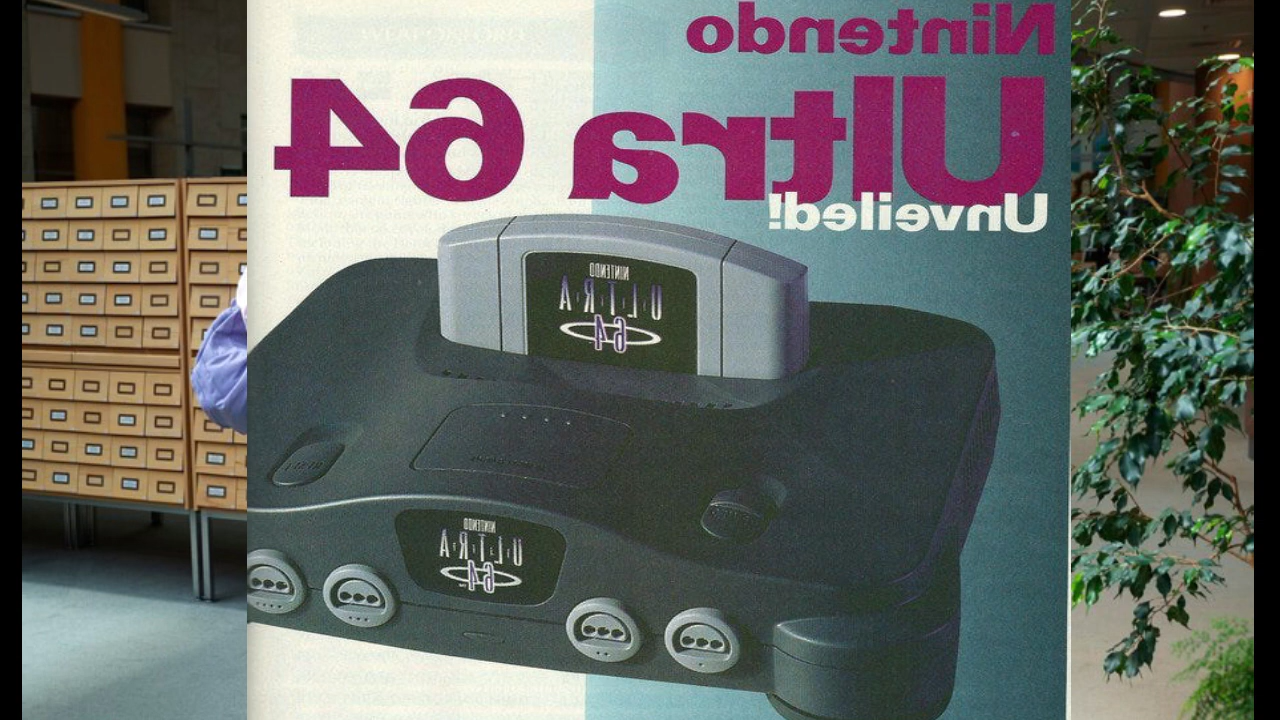 Nintendo
Ultra 64
Unveiled!
NINTENDO
ULTRA
64
NINTENDO
ULTRA
64